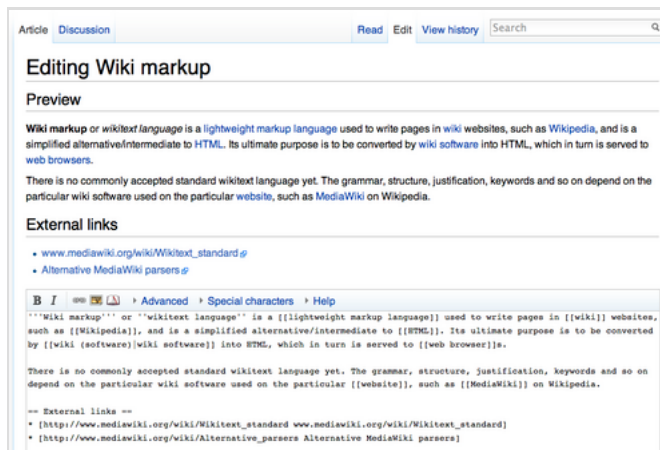 Article Discussion Read Edit View history Search
Editing Wiki markup
Preview
Wiki markup or wikitext language is a lightweight markup language used to write pages in wiki websites, such as Wikipedia, and is a
simplified alternative/intermediate to HTML. Its ultimate purpose is to be converted by wiki software into HTML, which in turn is served to
web browsers.
There is no commonly accepted standard wikitext language yet. The grammar, structure, justification, keywords and so on depend on the
particular wiki software used on the particular website, such as MediaWiki on Wikipedia.
External links
• www.mediawiki.org/wiki/Wikitext_standard
• Alternative MediaWiki parsers
B I Advanced Special characters Help
'''Wiki markup''' or ''wikitext language'' is a [[lightweight markup language]] used to write pages in [[wiki]] websites,
such as [[Wikipedia]], and is a simplified alternative/intermediate to [[HTML]]. Its ultimate purpose is to be converted
by [[wiki (software)|wiki software]] into HTML, which in turn is served to [[web browser]]s.
There is no commonly accepted standard wikitext language yet. The grammar, structure, justification, keywords and so on
depend on the particular wiki software used on the particular [[website]], such as [[MediaWiki]] on Wikipedia.
== External links ==
* [http://www.mediawiki.org/wiki/Wikitext_standard www.mediawiki.org/wiki/Wikitext_standard]
* [http://www.mediawiki.org/wiki/Alternative_parsers Alternative MediaWiki parsers]